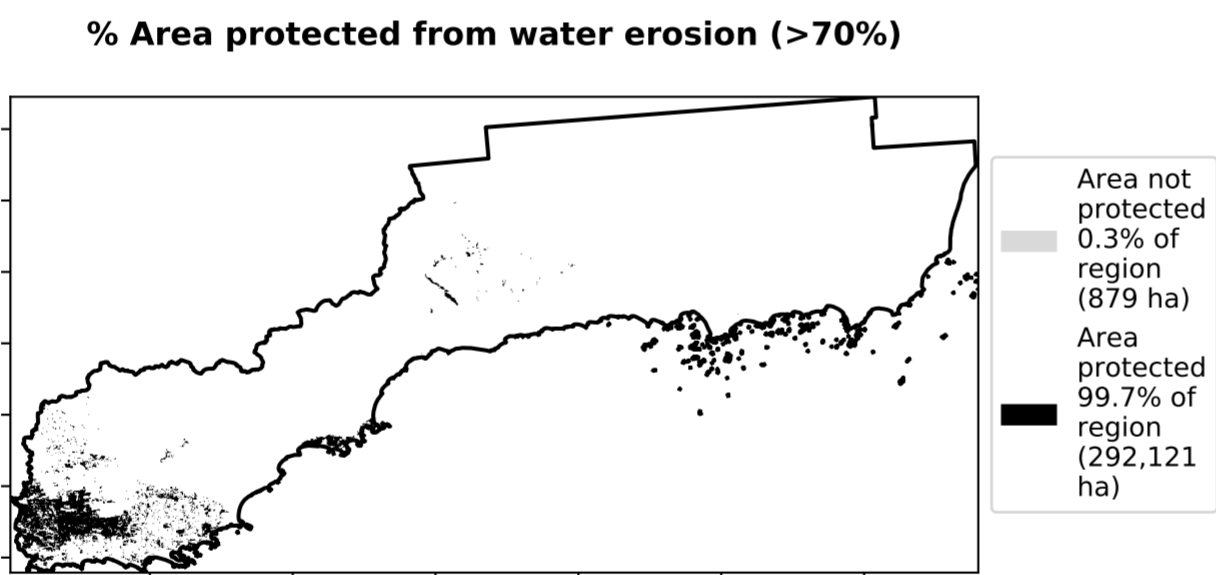 % Area protected from water erosion (>70%)
Area not
protected
0.3% of
region
(879 ha)
Area
protected
99.7% of
region
(292,121
ha)